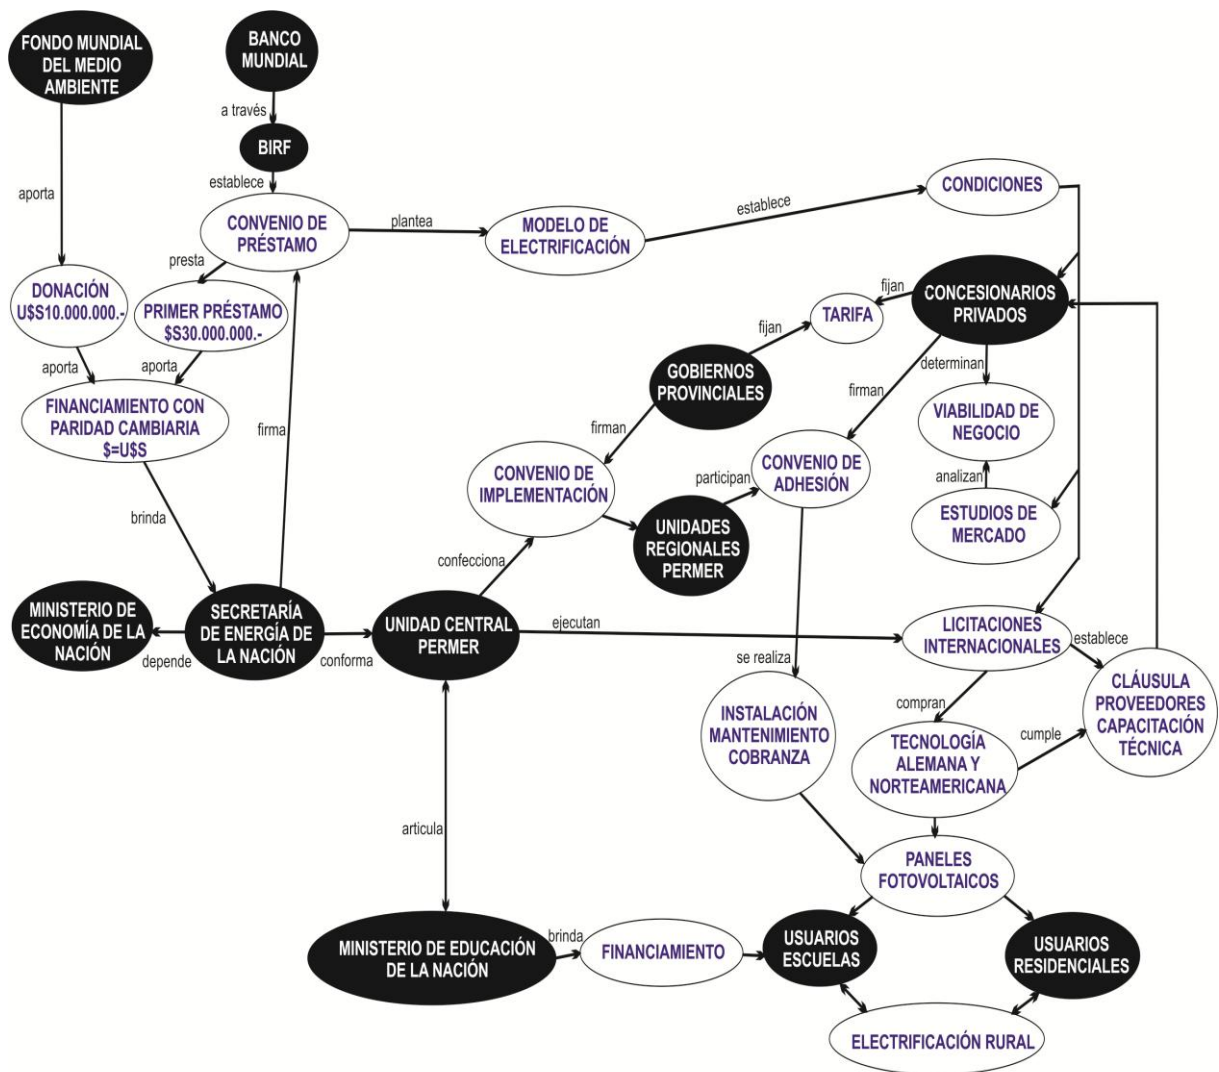 FONDO MUNDIAL
DEL MEDIO
AMBIENTE
BANCO
MUNDIAL
a través
BIRF
aporta
establece
CONVENIO DE
PRÉSTAMO
plantea
MODELO DE
ELECTRIFICACIÓN
establece
CONDICIONES
presta
DONACIÓN
U$S10.000.000.-
PRIMER PRÉSTAMO
$S30.000.000.-
fijan
TARIFA
CONCESIONARIOS
PRIVADOS
aporta
aporta
fijan
GOBIERNOS
PROVINCIALES
determinan
FINANCIAMIENTO CON
PARIDAD CAMBIARIA
$=U$S
firma
firman
firman
VIABILIDAD DE
NEGOCIO
CONVENIO DE
IMPLEMENTACIÓN
participan
CONVENIO DE
ADHESIÓN
analizan
ESTUDIOS DE
MERCADO
brinda
UNIDADES
REGIONALES
PERMER
confecciona
MINISTERIO DE
ECONOMÍA DE LA
NACIÓN
depende
SECRETARÍA
DE ENERGÍA DE
LA NACIÓN
conforma
UNIDAD CENTRAL
PERMER
ejecutan
LICITACIONES
INTERNACIONALES
establece
se realiza
CLÁUSULA
PROVEEDORES
CAPACITACIÓN
TÉCNICA
INSTALACIÓN
MANTENIMIENTO
COBRANZA
compran
TECNOLOGÍA
ALEMANA Y
NORTEAMERICANA
cumple
articula
PANELES
FOTOVOLTAICOS
MINISTERIO DE EDUCACIÓN
DE LA NACIÓN
brinda
FINANCIAMIENTO
USUARIOS
ESCUELAS
USUARIOS
RESIDENCIALES
ELECTRIFICACIÓN RURAL